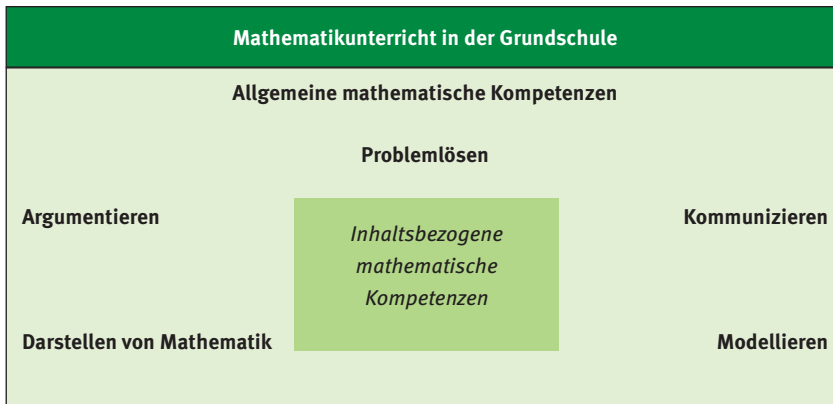 Mathematikunterricht in der Grundschule
Allgemeine mathematische Kompetenzen
Problemlösen
Argumentieren
Kommunizieren
Inhaltsbezogene
mathematische
Kompetenzen
Darstellen von Mathematik
Modellieren